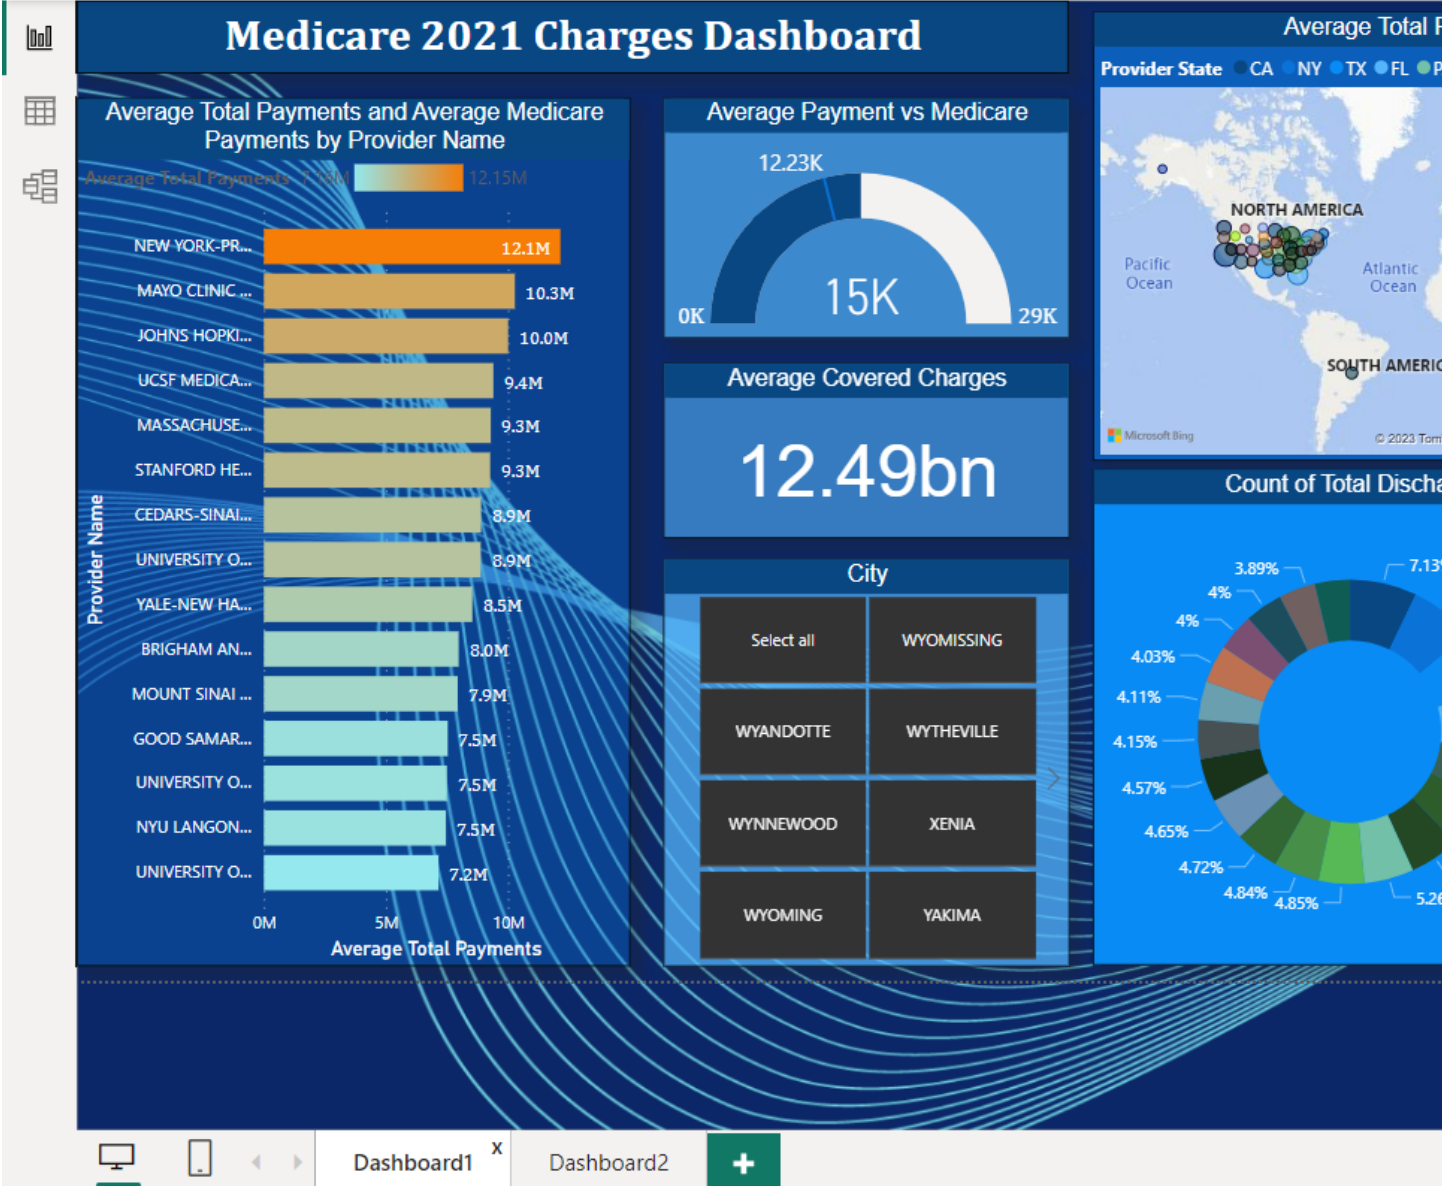 Medicare 2021 Charges Dashboard
Average Total Payments and Average Medicare
Payments by Provider Name
Average Total Payments
12.15M
NEW YORK-PR...
12.1M
MAYO CLINIC ...
10.3M
JOHNS HOPKI...
10.0M
UCSF MEDICA...
9.4M
MASSACHUSE...
9.3M
STANFORD HE...
9.3M
CEDARS-SINAI...
8.9M
UNIVERSITY O...
8.9M
YALE-NEW HA...
8.5M
BRIGHAM AN...
8.0M
MOUNT SINAI ...
7.9M
GOOD SAMAR...
7.5M
UNIVERSITY O...
7.5M
NYU LANGON...
7.5M
UNIVERSITY O...
7.2M
Provider Name
0M 5M 10M
Average Total Payments
Average Payment vs Medicare
12.23K
15K
0K
29K
Average Covered Charges
12.49bn
City
Select all WYOMISSING
WYANDOTTE WYTHEVILLE
WYNNEWOOD XENIA
WYOMING YAKIMA
Average Total P
Provider State CA NY TX FL P
NORTH AMERICA
Pacific
Ocean
Atlantic
Ocean
SOUTH AMERIC
Microsoft Bing
© 2023 Tom
Count of Total Discha
3.89%
7.13%
4%
4%
4.03%
4.11%
4.15%
4.57%
4.65%
4.72%
4.84%
4.85%
5.26
Dashboard1 x
Dashboard2
+